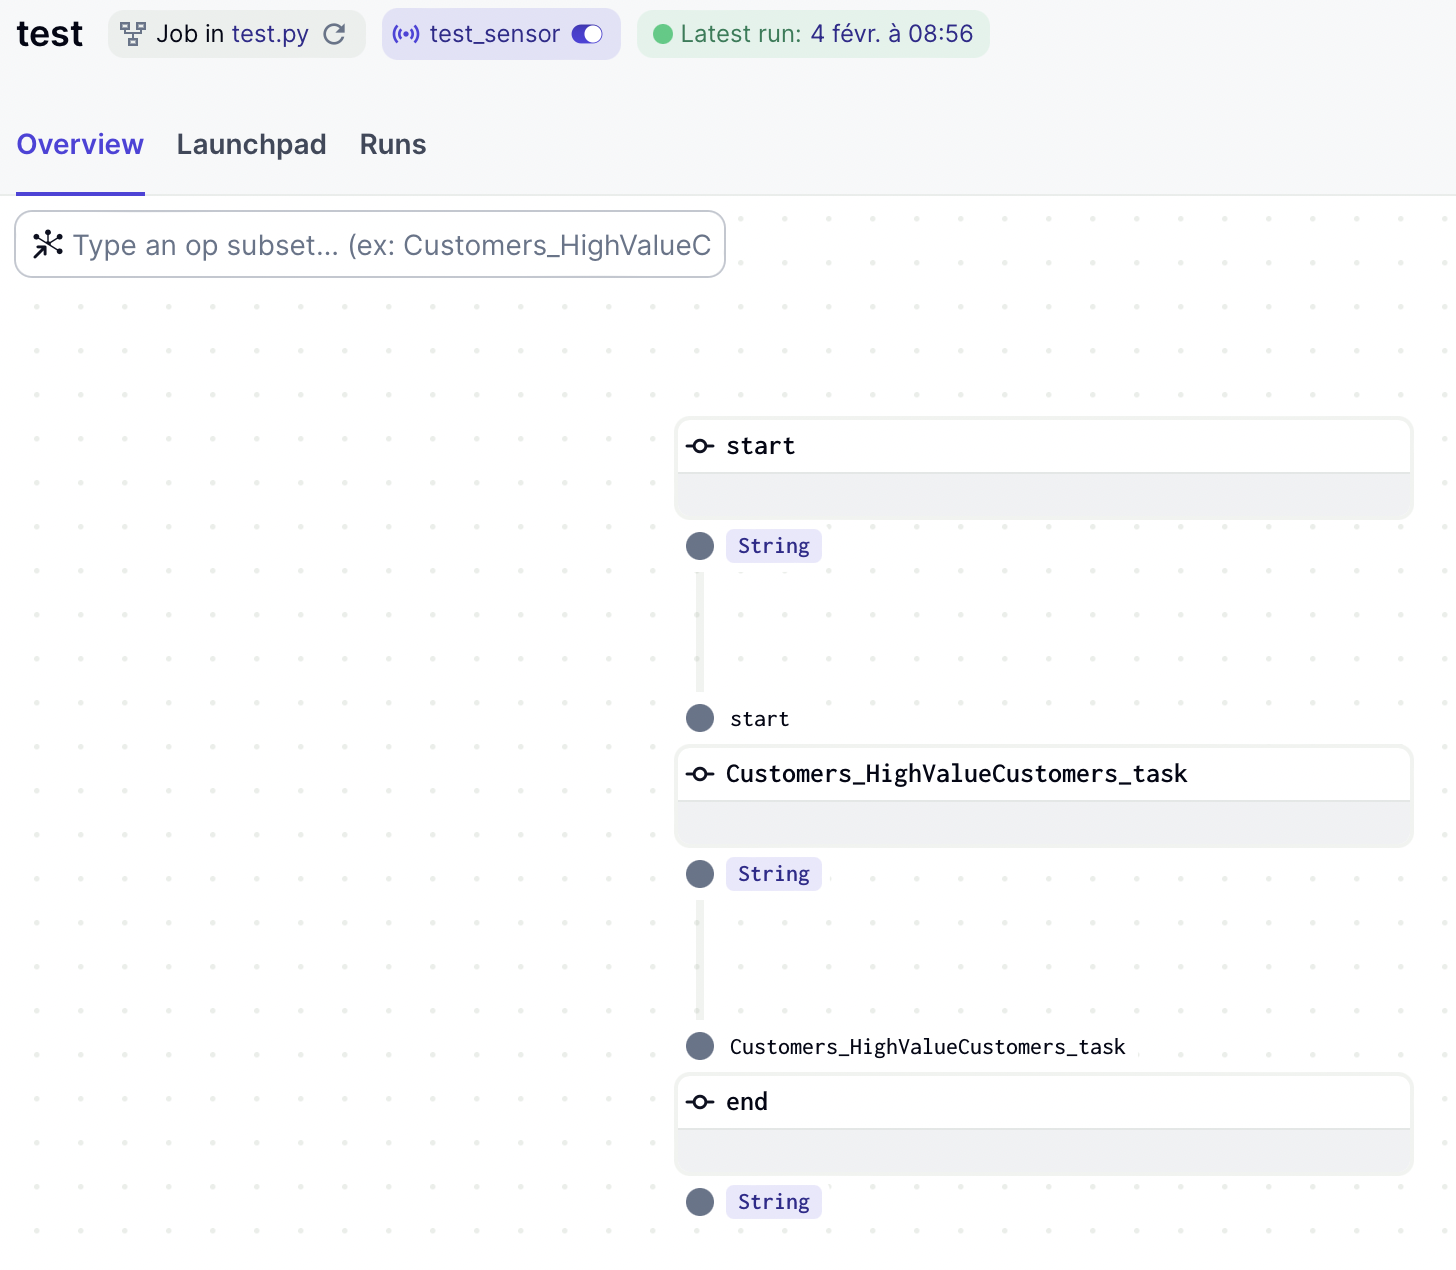 test Job in test.py test_sensor Latest run: 4 févr. à 08:56
Overview Launchpad Runs
Type an op subset... (ex: Customers_HighValueC
start
String
start
Customers_HighValueCustomers_task
String
Customers_HighValueCustomers_task
end
String